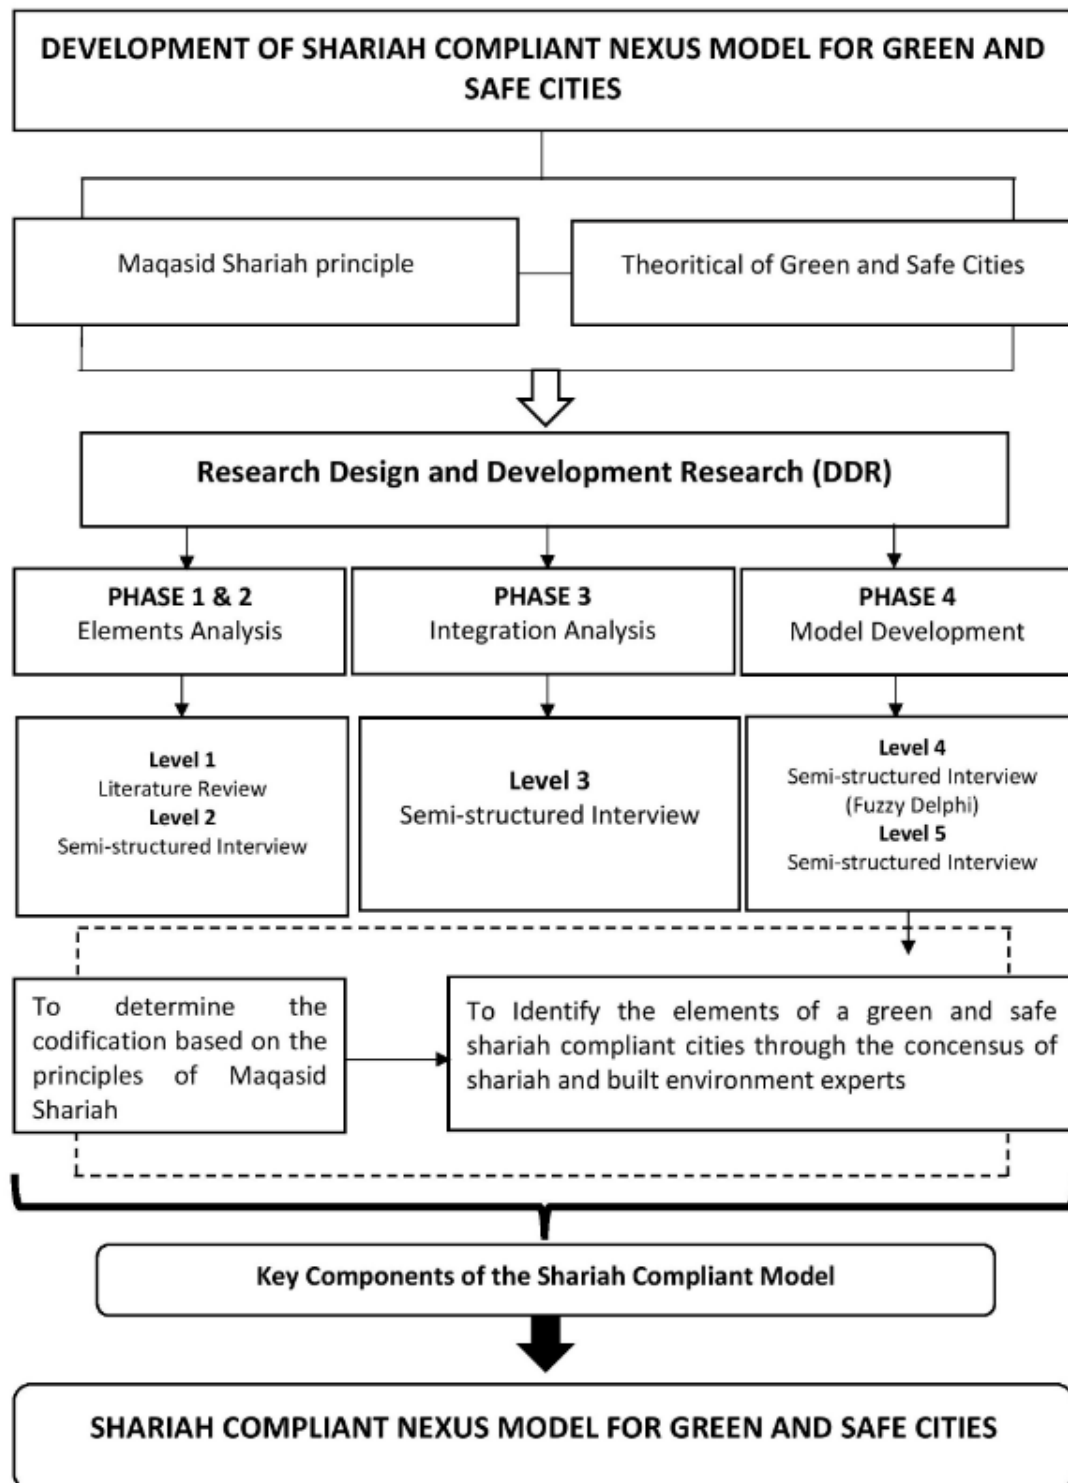 DEVELOPMENT OF SHARIAH COMPLIANT NEXUS MODEL FOR GREEN AND
SAFE CITIES
Maqasid Shariah principle
Theoritical of Green and Safe Cities
Research Design and Development Research (DDR)
PHASE 1 & 2
Elements Analysis
PHASE 3
Integration Analysis
PHASE 4
Model Development
Level 1
Literature Review
Level 2
Semi-structured Interview
Level 3
Semi-structured Interview
Level 4
Semi-structured Interview
(Fuzzy Delphi)
Level 5
Semi-structured Interview
To determine the
codification based on the
principles of Maqasid
Shariah
To Identify the elements of a green and safe
shariah compliant cities through the concensus of
shariah and built environment experts
Key Components of the Shariah Compliant Model
SHARIAH COMPLIANT NEXUS MODEL FOR GREEN AND SAFE CITIES